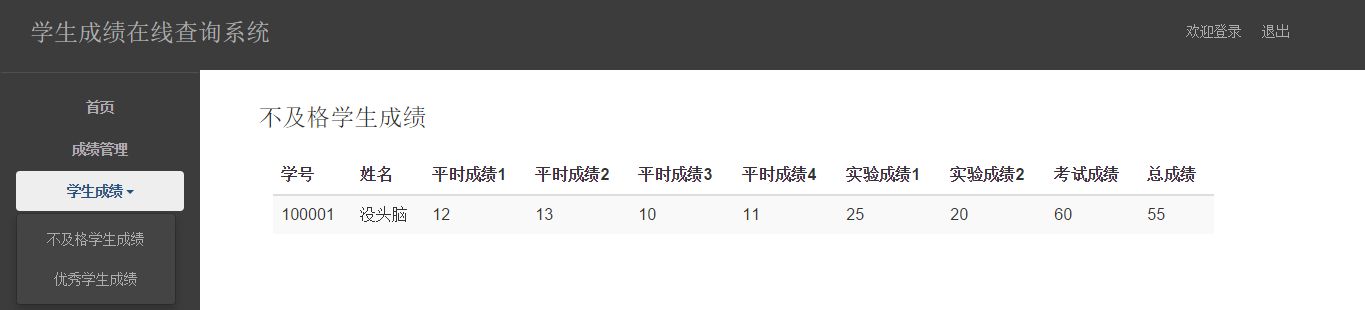 学生成绩在线查询系统
欢迎登录 退出
首页
成绩管理
学生成绩
不及格学生成绩
优秀学生成绩
不及格学生成绩
学号 姓名 平时成绩1 平时成绩2 平时成绩3 平时成绩4 实验成绩1 实验成绩2 考试成绩 总成绩
100001 没头脑 12 13 10 11 25 20 60 55